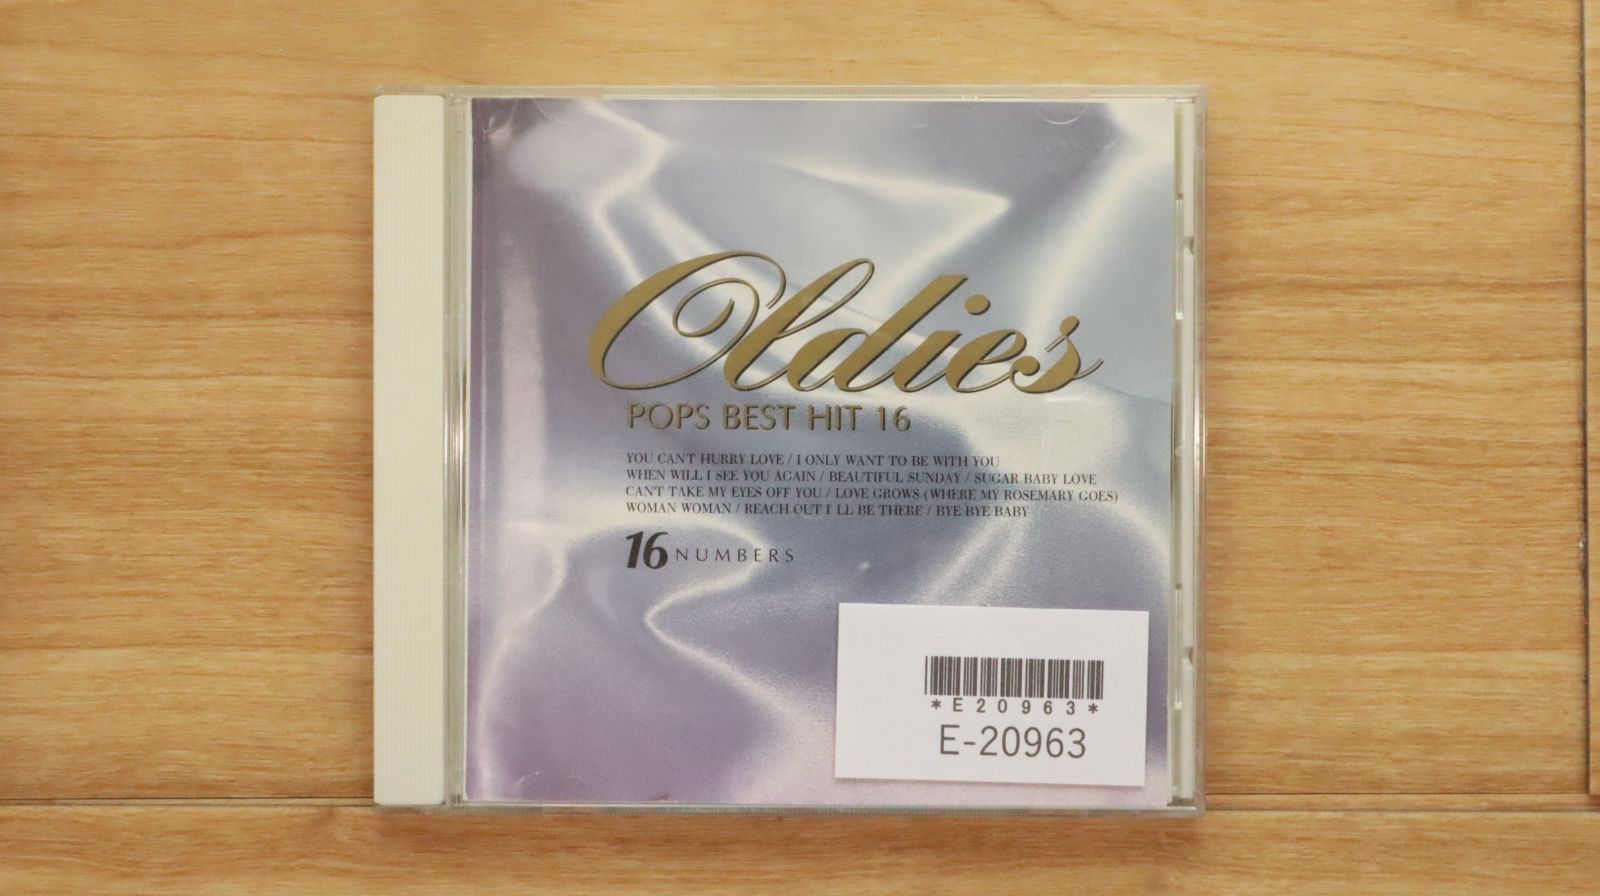 Oldies
POPS BEST HIT 16
YOU CAN'T HURRY LOVE / I ONLY WANT TO BE WITH YOU
WHEN WILL I SEE YOU AGAIN / BEAUTIFUL SUNDAY / SUGAR BABY LOVE
CAN'T TAKE MY EYES OFF YOU / LOVE GROWS (WHERE MY ROSEMARY GOES)
WOMAN WOMAN / REACH OUT I'LL BE THERE / BYE BYE BABY
16 NUMBERS
*E20963*
E-20963